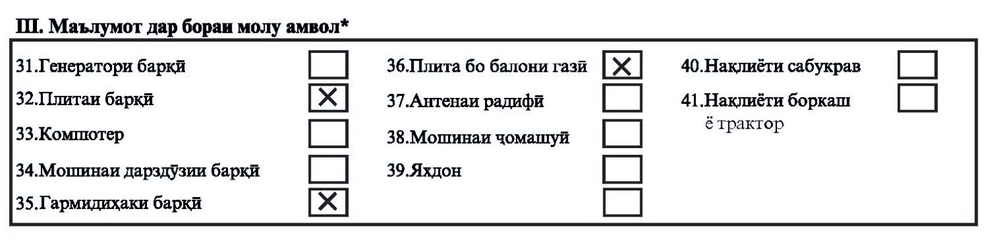 III. Маълумот дар бораи молу амвол*
31.Генератори барқӣ
32.Плитаи барқӣ
33.Компютер
34.Мошинаи дарздӯзии барқӣ
35.Гармидиҳаки барқӣ
36.Плита бо балони газӣ
37.Антенаи радифӣ
38.Мошинаи ҷомашуӣ
39.Яхдон
40.Нақлиёти сабукрав
41.Нақлиёти боркаш
ё трактор